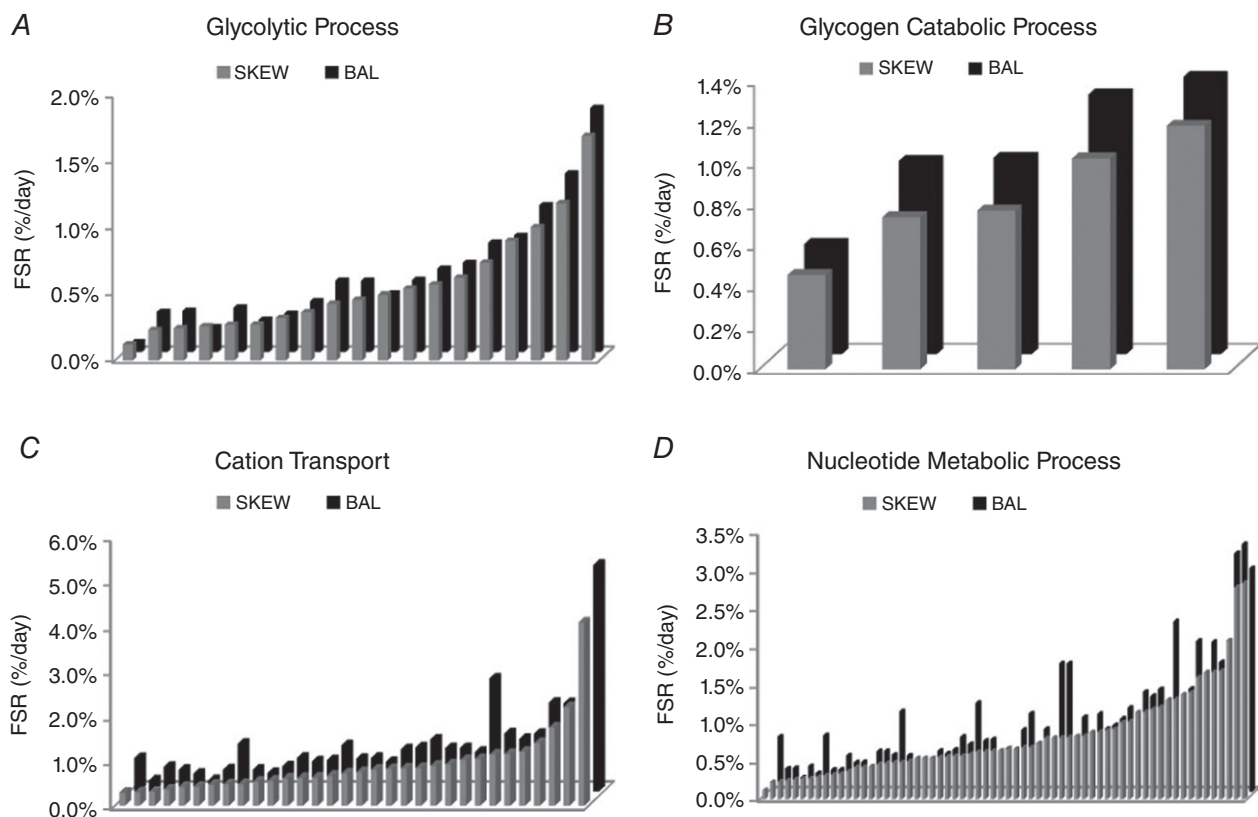 A
Glycolytic Process
SKEW BAL
2.0%
1.5%
1.0%
0.5%
0.0%
FSR (%/day)
B
Glycogen Catabolic Process
SKEW BAL
1.4%
1.2%
1.0%
0.8%
0.6%
0.4%
0.2%
0.0%
FSR (%/day)
C
Cation Transport
SKEW BAL
6.0%
5.0%
4.0%
3.0%
2.0%
1.0%
0.0%
FSR (%/day)
D
Nucleotide Metabolic Process
SKEW BAL
3.5%
3.0%
2.5%
2.0%
1.5%
1.0%
0.5%
0.0%
FSR (%/day)